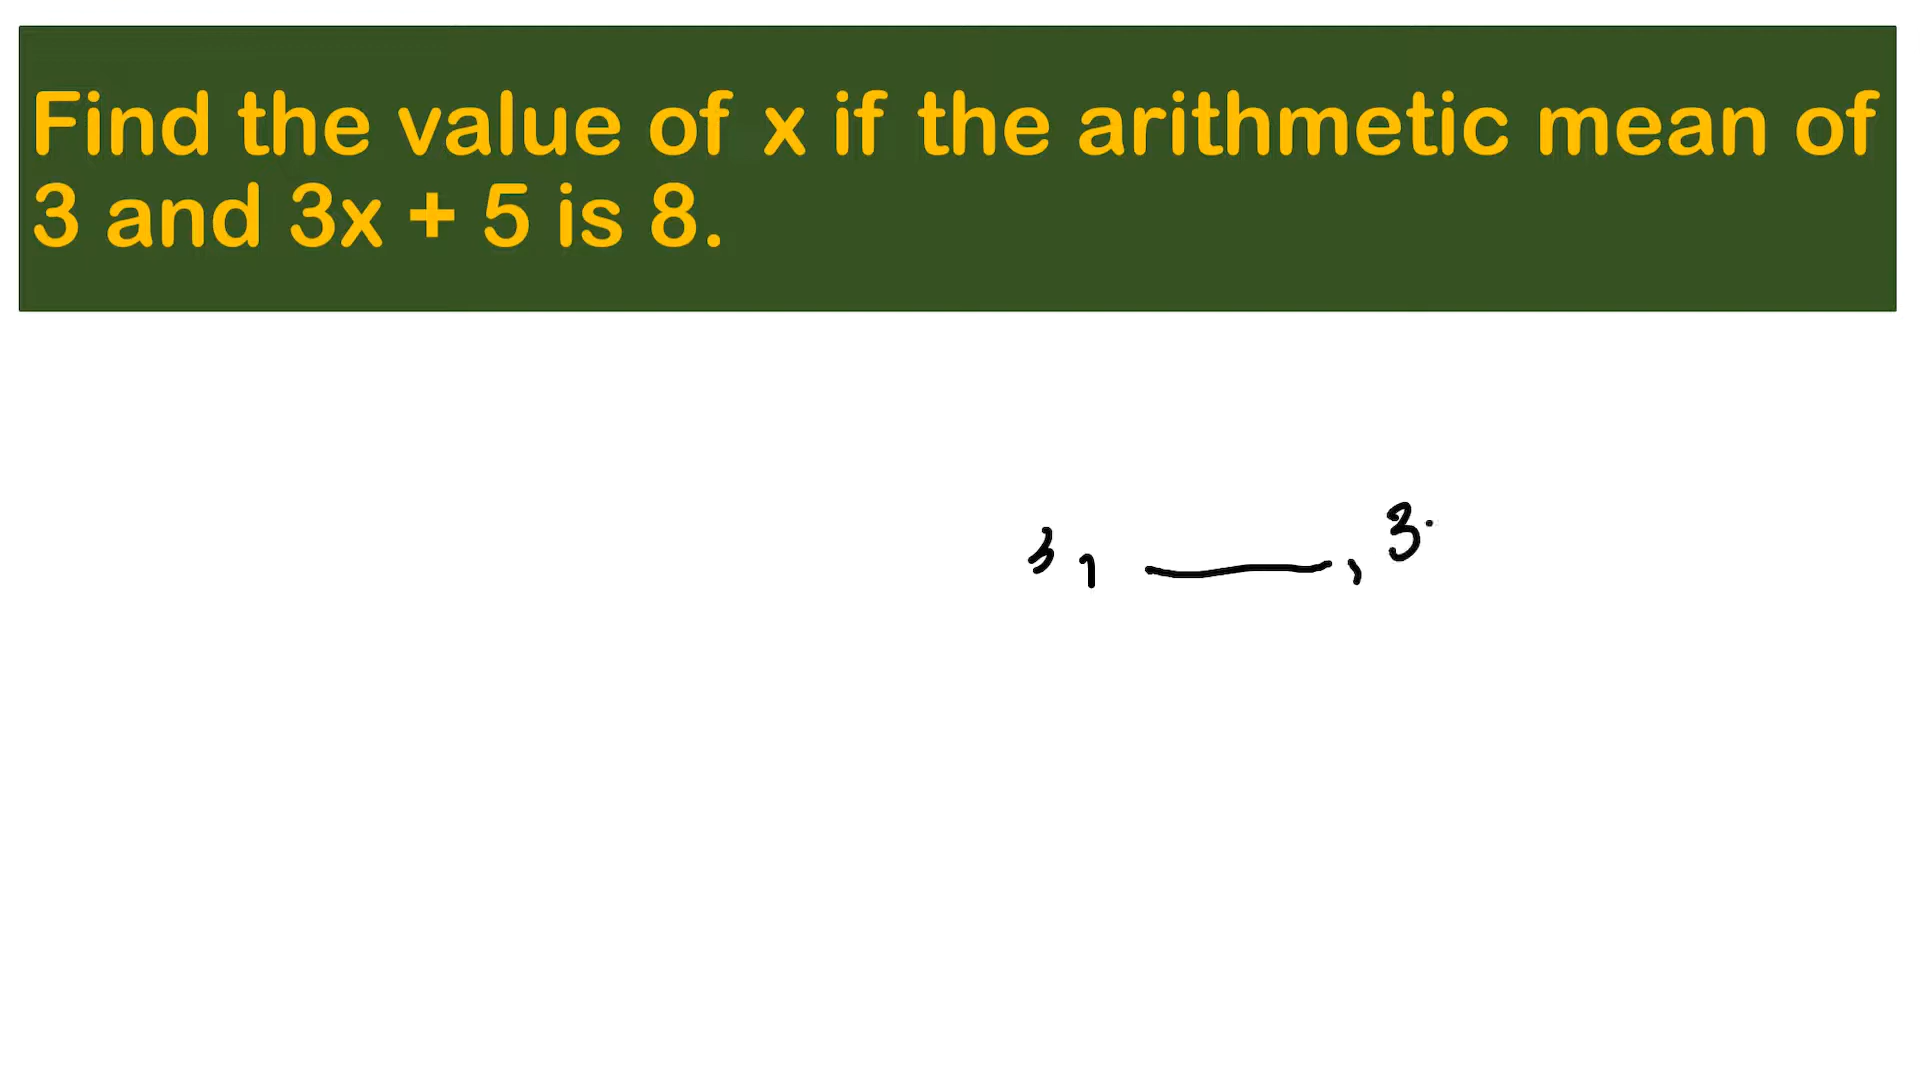 Find the value of x if the arithmetic mean of
3 and 3x + 5 is 8.
3, ____, 3